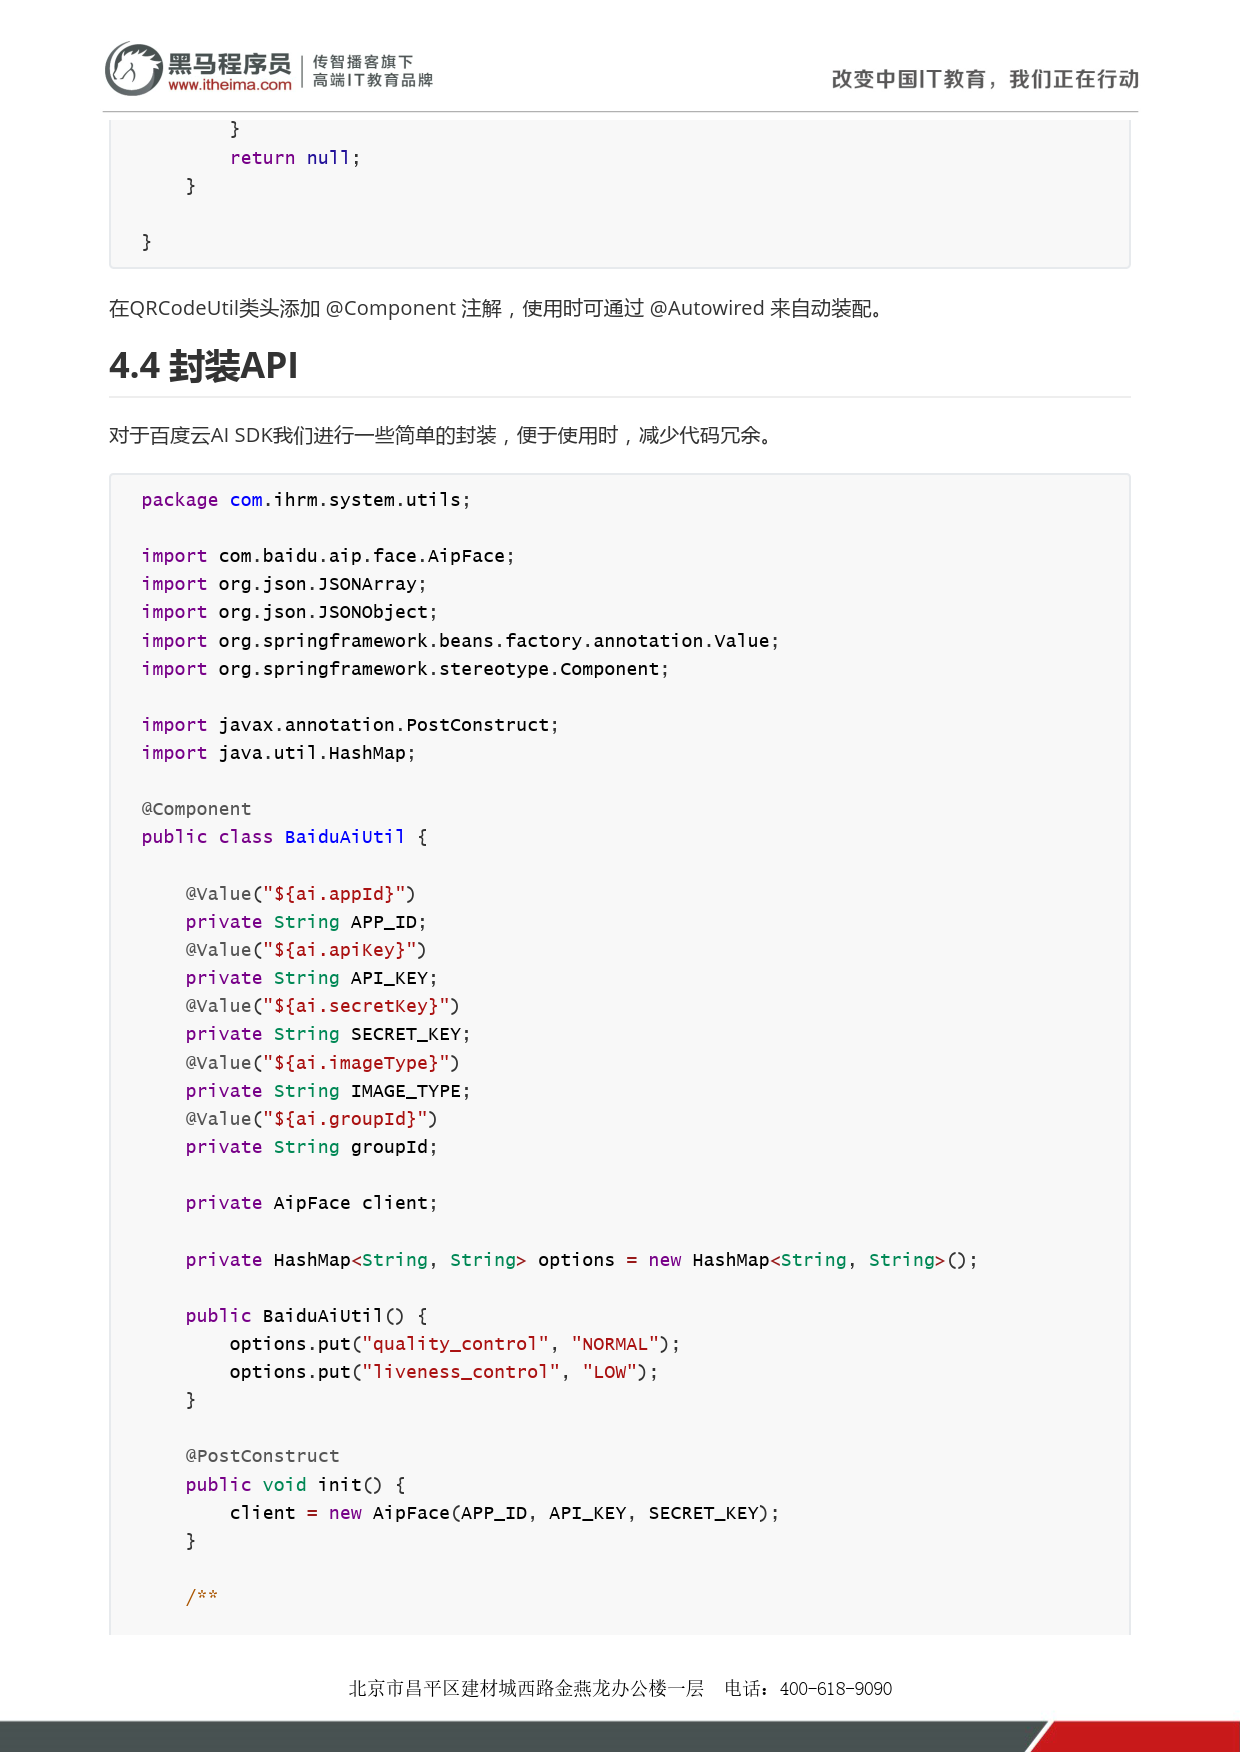 黑马程序员
www.itheima.com
传智播客旗下
高端IT教育品牌
改变中国IT教育，我们正在行动
        }
        return null;
    }

}
在QRCodeUtil类头添加 @Component 注解，使用时可通过 @Autowired 来自动装配。
4.4 封装API
对于百度云AI SDK我们进行一些简单的封装，便于使用时，减少代码冗余。
package com.ihrm.system.utils;

import com.baidu.aip.face.AipFace;
import org.json.JSONArray;
import org.json.JSONObject;
import org.springframework.beans.factory.annotation.Value;
import org.springframework.stereotype.Component;

import javax.annotation.PostConstruct;
import java.util.HashMap;

@Component
public class BaiduAiUtil {

    @Value("${ai.appId}")
    private String APP_ID;
    @Value("${ai.apiKey}")
    private String API_KEY;
    @Value("${ai.secretKey}")
    private String SECRET_KEY;
    @Value("${ai.imageType}")
    private String IMAGE_TYPE;
    @Value("${ai.groupId}")
    private String groupId;

    private AipFace client;

    private HashMap<String, String> options = new HashMap<String, String>();

    public BaiduAiUtil() {
        options.put("quality_control", "NORMAL");
        options.put("liveness_control", "LOW");
    }

    @PostConstruct
    public void init() {
        client = new AipFace(APP_ID, API_KEY, SECRET_KEY);
    }

    /**
北京市昌平区建材城西路金燕龙办公楼一层 电话：400-618-9090